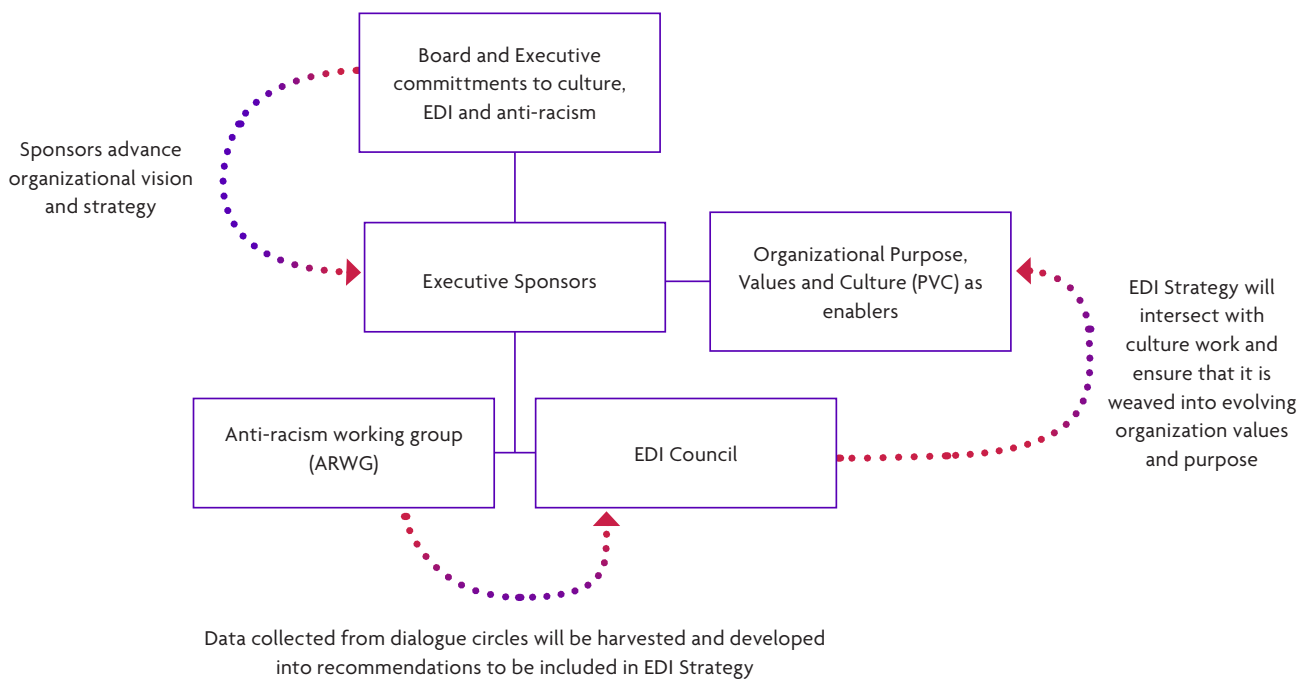 Board and Executive
committments to culture,
EDI and anti-racism
Sponsors advance
organizational vision
and strategy
Executive Sponsors
Organizational Purpose,
Values and Culture (PVC) as
enablers
EDI Strategy will
intersect with
culture work and
ensure that it is
weaved into evolving
organization values
and purpose
Anti-racism working group
(ARWG)
EDI Council
Data collected from dialogue circles will be harvested and developed
into recommendations to be included in EDI Strategy